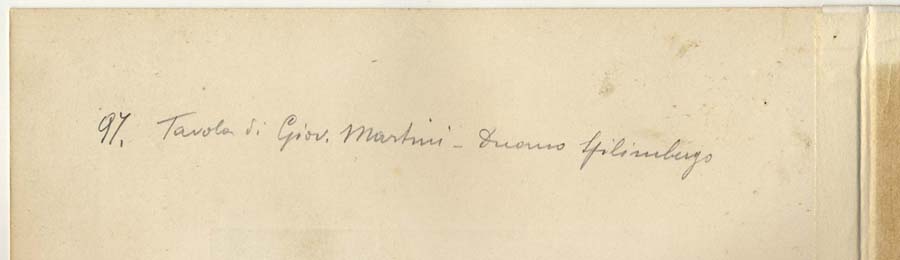 97. Tavola di Giov. Martini - Duomo Spilimbergo